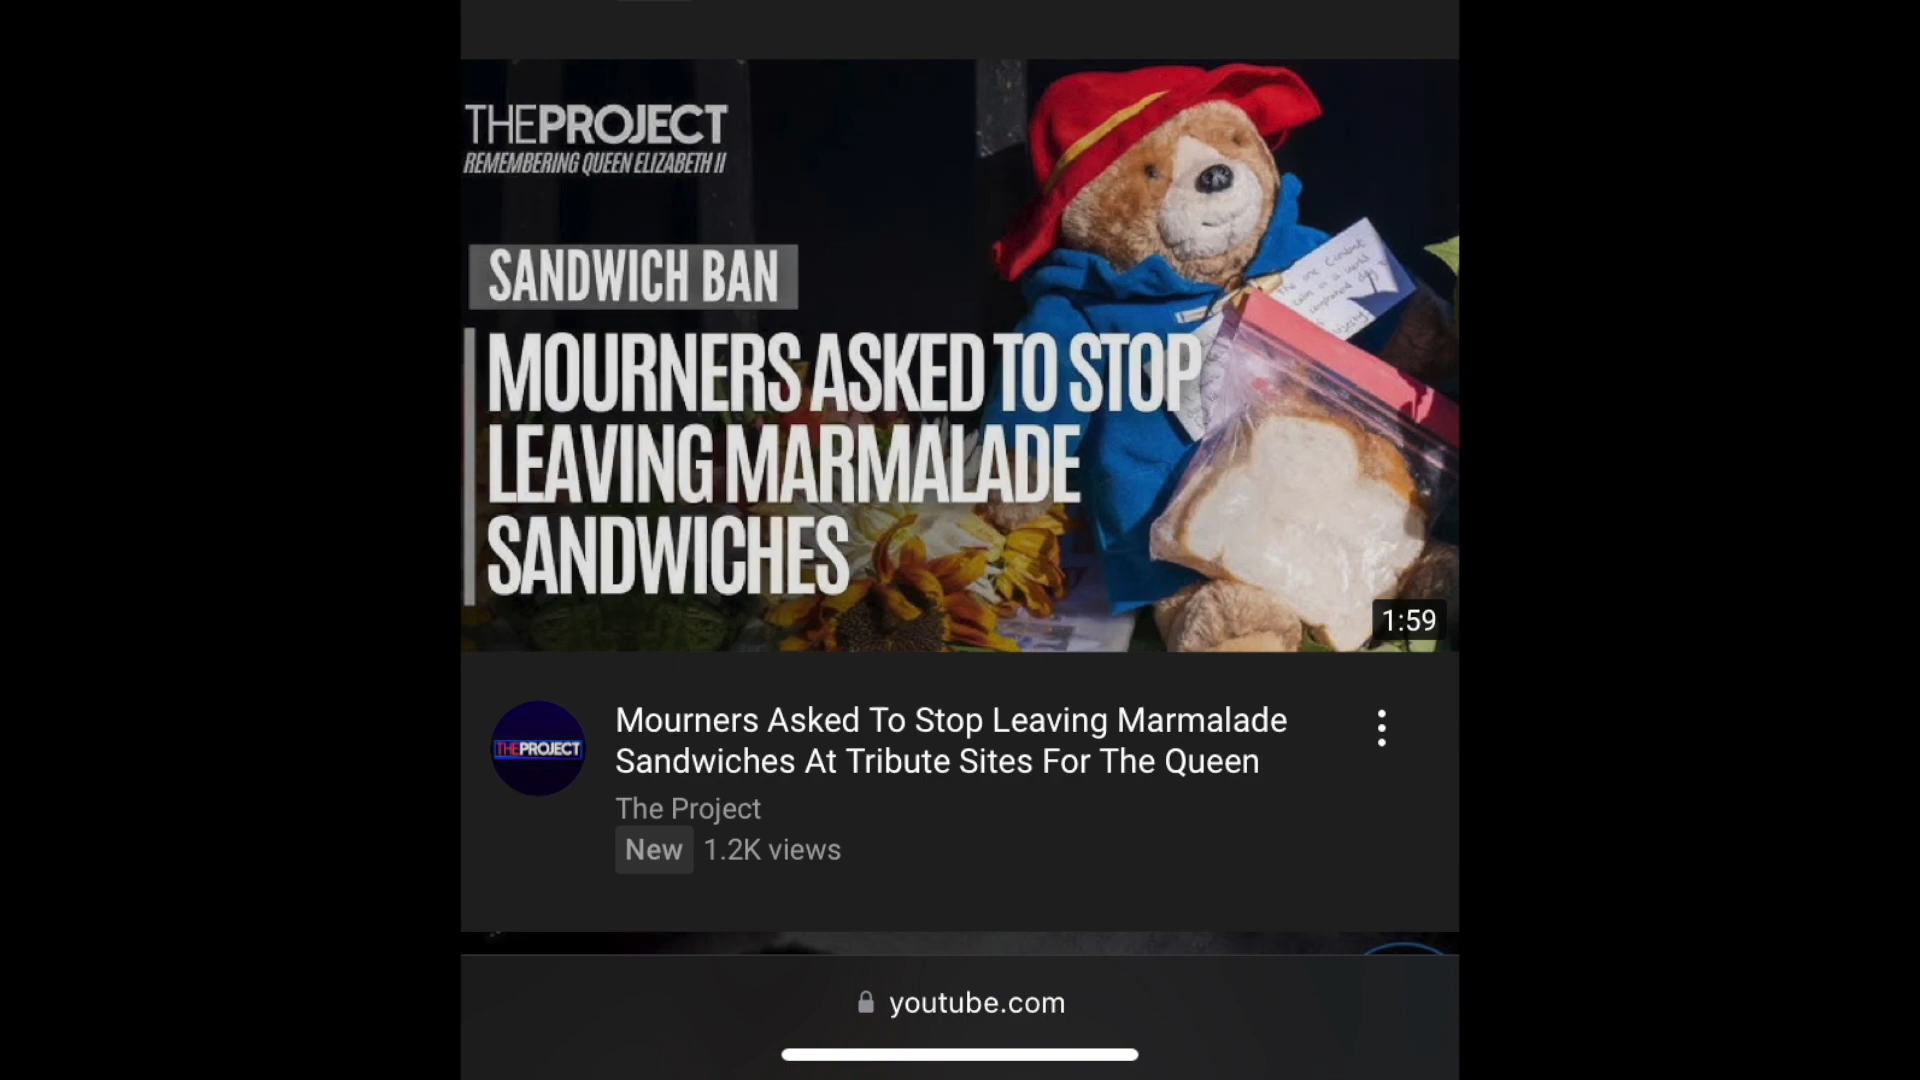 THEPROJECT
REMEMBERING QUEEN ELIZABETH II
SANDWICH BAN
MOURNERS ASKED TO STOP
LEAVING MARMALADE
SANDWICHES
1:59
THEPROJECT
Mourners Asked To Stop Leaving Marmalade
Sandwiches At Tribute Sites For The Queen
The Project
New 1.2K views
youtube.com